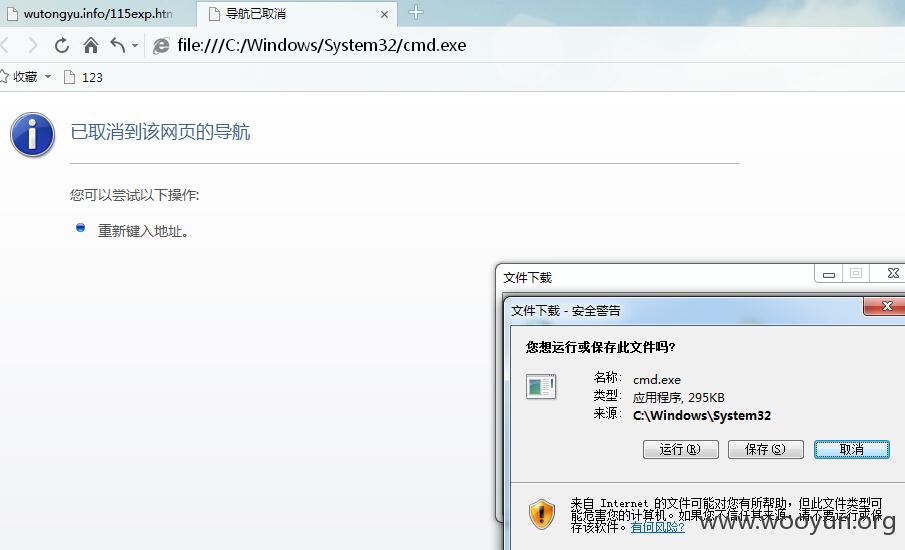 wutongyu.info/115exp.htm
导航已取消
file:///C:/Windows/System32/cmd.exe
收藏
123
已取消到该网页的导航
您可以尝试以下操作:
重新键入地址。
文件下载
文件下载 - 安全警告
您想运行或保存此文件吗?
名称: cmd.exe
类型: 应用程序, 295KB
来源: C:\Windows\System32
运行(R) 保存(S) 取消
来自 Internet 的文件可能对您有所帮助，但此文件类型可
能危害您的计算机。如果您不信任其来源，请不要运行或保
存该软件。有何风险?
www.wooyun.org